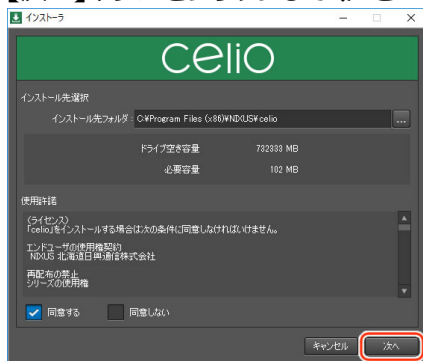 インストーラ
celio
インストール先選択
インストール先フォルダ: C:¥Program Files (x86)¥NIXUS¥celio ...
ドライブ空き容量 732333 MB
必要容量 102 MB
使用許諾
(ライセンス)
「celio」をインストールする場合は次の条件に同意しなければいけません。
エンドユーザの使用権契約
NIXUS 北海道日興通信株式会社
再配布の禁止
シリーズの使用権
同意する 同意しない
キャンセル 次へ